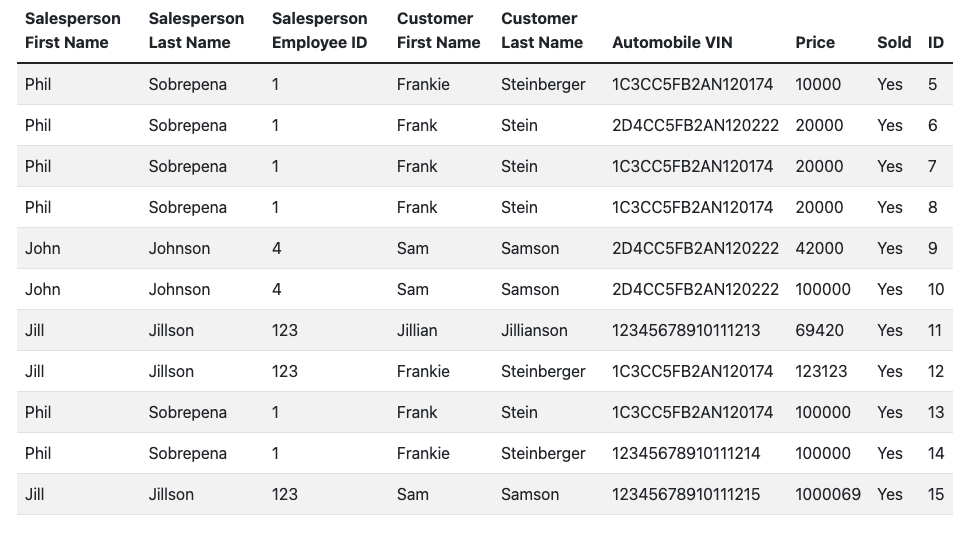 Salesperson First Name Salesperson Last Name Salesperson Employee ID Customer First Name Customer Last Name Automobile VIN Price Sold ID
Phil Sobrepena 1 Frankie Steinberger 1C3CC5FB2AN120174 10000 Yes 5
Phil Sobrepena 1 Frank Stein 2D4CC5FB2AN120222 20000 Yes 6
Phil Sobrepena 1 Frank Stein 1C3CC5FB2AN120174 20000 Yes 7
Phil Sobrepena 1 Frank Stein 1C3CC5FB2AN120174 20000 Yes 8
John Johnson 4 Sam Samson 2D4CC5FB2AN120222 42000 Yes 9
John Johnson 4 Sam Samson 2D4CC5FB2AN120222 100000 Yes 10
Jill Jillson 123 Jillian Jillianson 12345678910111213 69420 Yes 11
Jill Jillson 123 Frankie Steinberger 1C3CC5FB2AN120174 123123 Yes 12
Phil Sobrepena 1 Frank Stein 1C3CC5FB2AN120174 100000 Yes 13
Phil Sobrepena 1 Frankie Steinberger 12345678910111214 100000 Yes 14
Jill Jillson 123 Sam Samson 12345678910111215 1000069 Yes 15